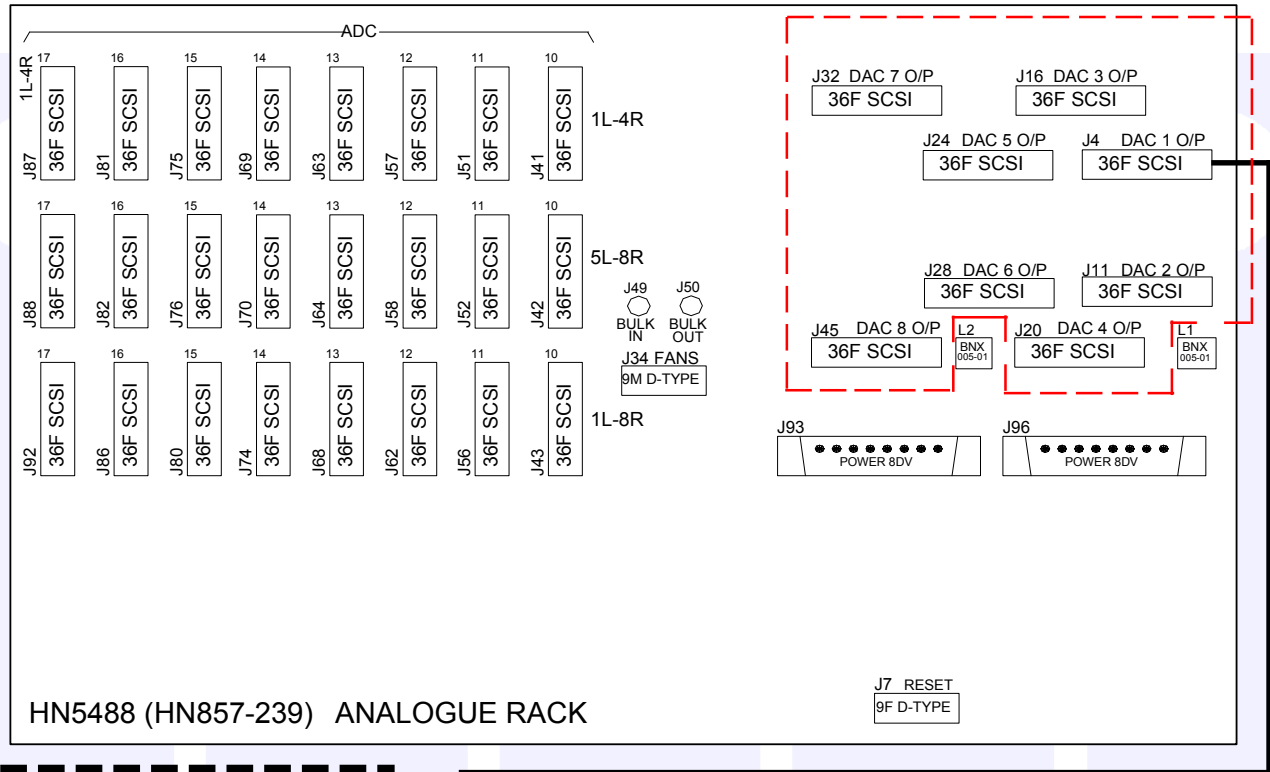 ADC
17 16 15 14 13 12 11 10
1L-4R
J87 36F SCSI J81 36F SCSI J75 36F SCSI J69 36F SCSI J63 36F SCSI J57 36F SCSI J51 36F SCSI J41 36F SCSI
1L-4R
17 16 15 14 13 12 11 10
J88 36F SCSI J82 36F SCSI J76 36F SCSI J70 36F SCSI J64 36F SCSI J58 36F SCSI J52 36F SCSI J42 36F SCSI
5L-8R
17 16 15 14 13 12 11 10
J92 36F SCSI J86 36F SCSI J80 36F SCSI J74 36F SCSI J68 36F SCSI J62 36F SCSI J56 36F SCSI J43 36F SCSI
1L-8R
J49
BULK
IN
J50
BULK
OUT
J34 FANS
9M D-TYPE
J32 DAC 7 O/P
36F SCSI
J16 DAC 3 O/P
36F SCSI
J24 DAC 5 O/P
36F SCSI
J4 DAC 1 O/P
36F SCSI
J28 DAC 6 O/P
36F SCSI
J11 DAC 2 O/P
36F SCSI
J45 DAC 8 O/P
36F SCSI
L2
BNX
005-01
J20 DAC 4 O/P
36F SCSI
L1
BNX
005-01
J93
POWER 8DV
J96
POWER 8DV
J7 RESET
9F D-TYPE
HN5488 (HN857-239) ANALOGUE RACK